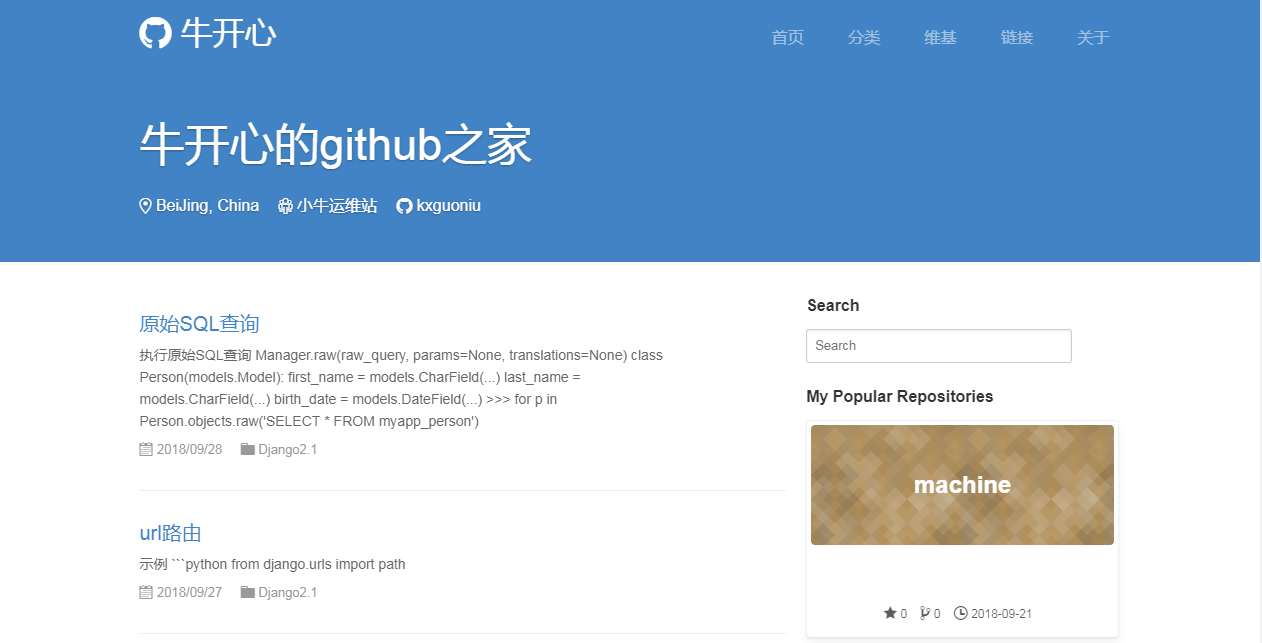 牛开心
首页 分类 维基 链接 关于
牛开心的github之家
BeiJing, China 小牛运维站 kxguoniu
原始SQL查询
执行原始SQL查询 Manager.raw(raw_query, params=None, translations=None) class
Person(models.Model): first_name = models.CharField(...) last_name =
models.CharField(...) birth_date = models.DateField(...) >>> for p in
Person.objects.raw('SELECT * FROM myapp_person')
2018/09/28 Django2.1
url路由
示例 ```python from django.urls import path
2018/09/27 Django2.1
Search
Search
My Popular Repositories
machine
0 0 2018-09-21